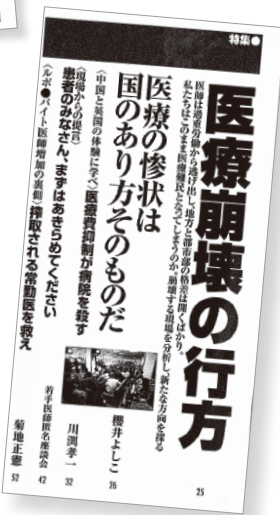 特集●
医療崩壊の行方
25
医師は過重労働から逃げ出し、地方と都市部の格差は開くばかり。
私たちはこのまま医療難民となってしまうのか。崩壊する現場を分析し、新たな方向を探る
医療の惨状は
国のあり方そのものだ
櫻井よしこ
26
〈中国と英国の体験に学ぶ〉医療費抑制が病院を殺す
川渕孝一
32
〈現場からの提言〉
患者のみなさん、まずはあきらめてください
若手医師匿名座談会
42
〈ルポ●バイト医師増加の裏側〉搾取される常勤医を救え
菊地正憲
52